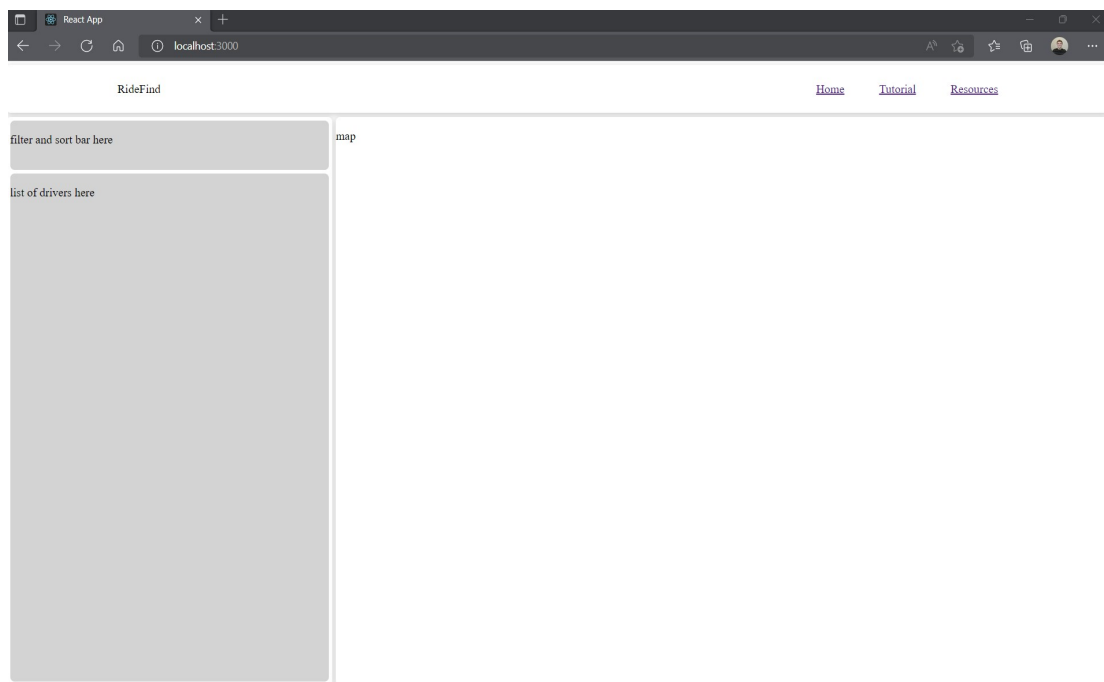 React App
localhost:3000
RideFind
Home Tutorial Resources
filter and sort bar here
map
list of drivers here